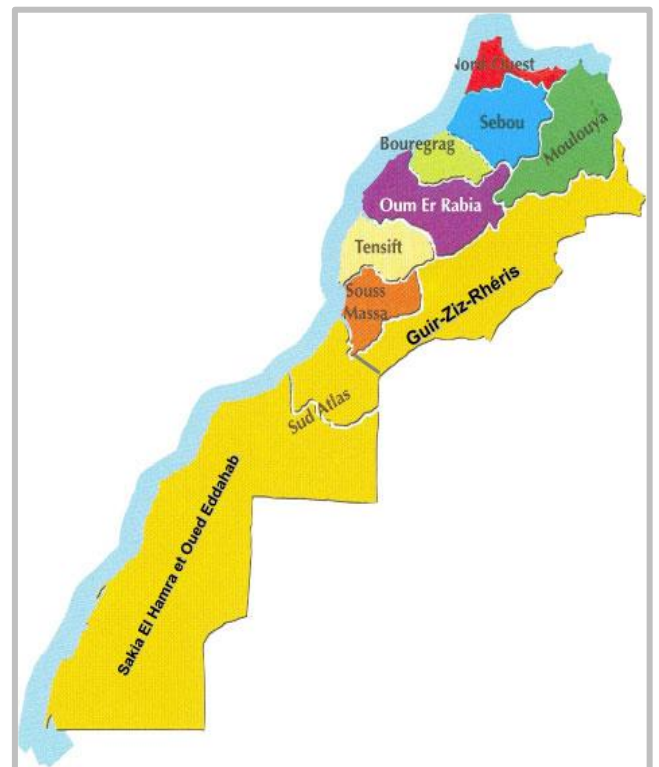 Nord Ouest
Sebou
Moulouya
Bouregrag
Oum Er Rabia
Tensift
Souss
Massa
Guir-Ziz-Rhéris
Sud Atlas
Sakia El Hamra et Oued Eddahab